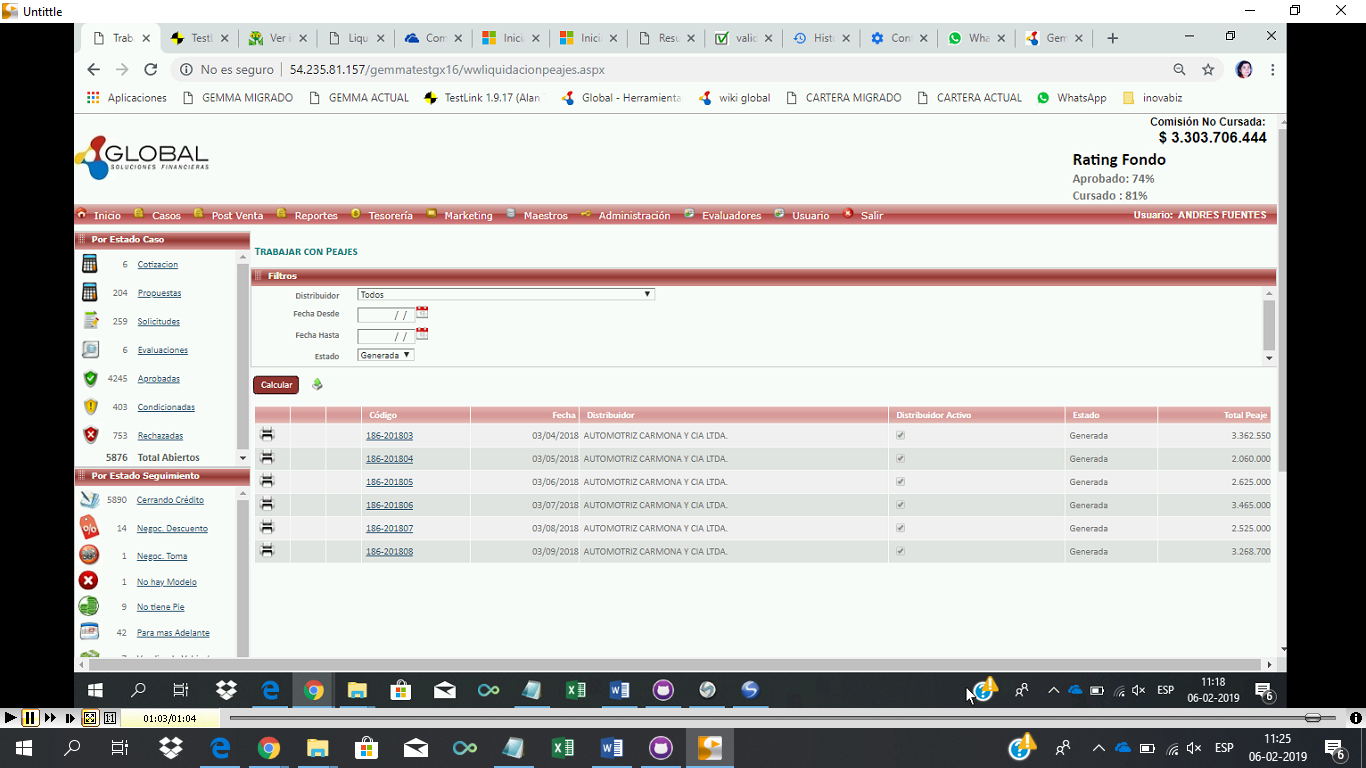 Untittle
Trab
TestL
Ver i
Liqu
Con
Inici
Inici
Resu
valic
Hist
Con
Wha
Gen
No es seguro | 54.235.81.157/gemmatestgx16/wwliquidacionpeajes.aspx
Aplicaciones GEMMA MIGRADO GEMMA ACTUAL TestLink 1.9.17 (Alan Global - Herramienta wiki global CARTERA MIGRADO CARTERA ACTUAL WhatsApp inovabiz
GLOBAL
SOLUCIONES FINANCIERAS
Comisión No Cursada:
$ 3.303.706.444
Rating Fondo
Aprobado: 74%
Cursado : 81%
Inicio Casos Post Venta Reportes Tesorería Marketing Maestros Administración Evaluadores Usuario Salir Usuario: ANDRES FUENTES
Por Estado Caso
6 Cotizacion
204 Propuestas
259 Solicitudes
6 Evaluaciones
4245 Aprobadas
403 Condicionadas
753 Rechazadas
5876 Total Abiertos
Por Estado Seguimiento
5890 Cerrando Crédito
14 Negoc. Descuento
1 Negoc. Toma
1 No hay Modelo
9 No tiene Pie
42 Para mas Adelante
TRABAJAR CON PEAJES
Filtros
Distribuidor Todos
Fecha Desde / /
Fecha Hasta / /
Estado Generada
Calcular
Código Fecha Distribuidor Distribuidor Activo Estado Total Peaje
186-201803 03/04/2018 AUTOMOTRIZ CARMONA Y CIA LTDA. Generada 3.362.550
186-201804 03/05/2018 AUTOMOTRIZ CARMONA Y CIA LTDA. Generada 2.060.000
186-201805 03/06/2018 AUTOMOTRIZ CARMONA Y CIA LTDA. Generada 2.625.000
186-201806 03/07/2018 AUTOMOTRIZ CARMONA Y CIA LTDA. Generada 3.465.000
186-201807 03/08/2018 AUTOMOTRIZ CARMONA Y CIA LTDA. Generada 2.525.000
186-201808 03/09/2018 AUTOMOTRIZ CARMONA Y CIA LTDA. Generada 3.268.700
ESP
11:18
06-02-2019
6
01:03/01:04
ESP
11:25
06-02-2019
6